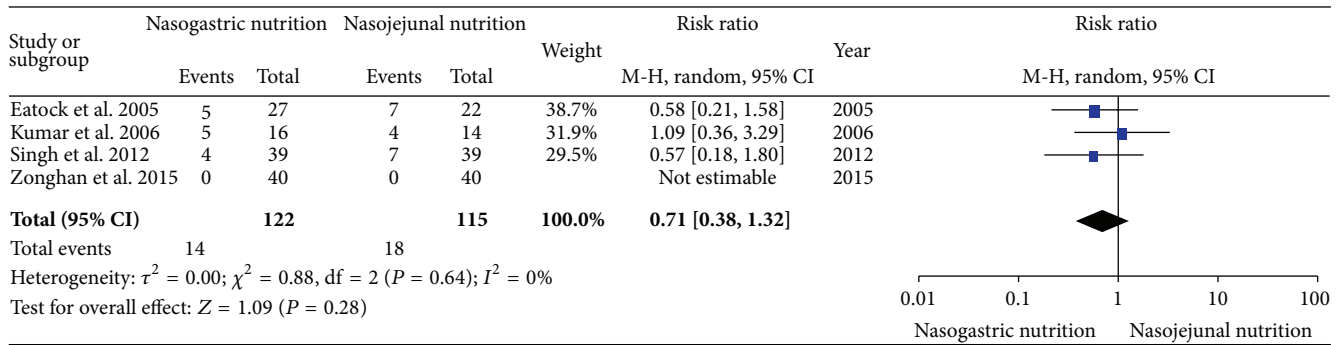 Study or subgroup Nasogastric nutrition Nasojejunal nutrition Weight Risk ratio Year Risk ratio
Events Total Events Total M-H, random, 95% CI M-H, random, 95% CI
Eatock et al. 2005 5 27 7 22 38.7% 0.58 [0.21, 1.58] 2005
Kumar et al. 2006 5 16 4 14 31.9% 1.09 [0.36, 3.29] 2006
Singh et al. 2012 4 39 7 39 29.5% 0.57 [0.18, 1.80] 2012
Zonghan et al. 2015 0 40 0 40 Not estimable 2015
Total (95% CI) 122 115 100.0% 0.71 [0.38, 1.32]
Total events 14 18
Heterogeneity: τ² = 0.00; χ² = 0.88, df = 2 (P = 0.64); I² = 0%
Test for overall effect: Z = 1.09 (P = 0.28)
0.01 0.1 1 10 100
Nasogastric nutrition Nasojejunal nutrition